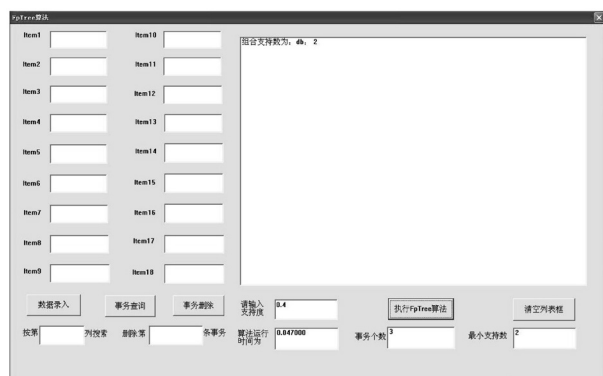 FpTree算法
Item1 Item10
组合支持数为: db: 2
Item2 Item11
Item3 Item12
Item4 Item13
Item5 Item14
Item6 Item15
Item7 Item16
Item8 Item17
Item9 Item18
数据录入 事务查询 事务删除 请输入支持度 0.4 执行FpTree算法 清空列表框
按第 列搜索 删除第 条事务 算法运行时间为 0.047000 事务个数 3 最小支持数 2